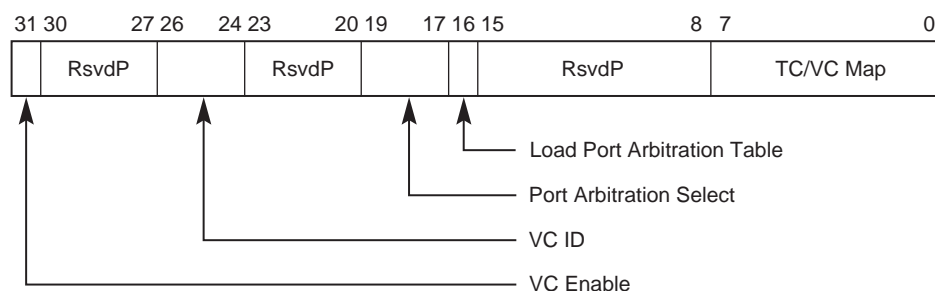 31 30 27 26 24 23 20 19 17 16 15 8 7 0
RsvdP RsvdP RsvdP TC/VC Map
Load Port Arbitration Table
Port Arbitration Select
VC ID
VC Enable